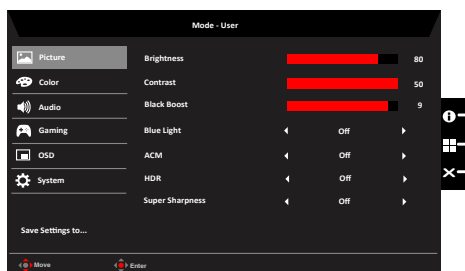 Mode - User
Picture
Brightness 80
Color
Contrast 50
Audio
Black Boost 9
Gaming
Blue Light Off
OSD
ACM Off
System
HDR Off
Super Sharpness Off
Save Settings to...
Move Enter